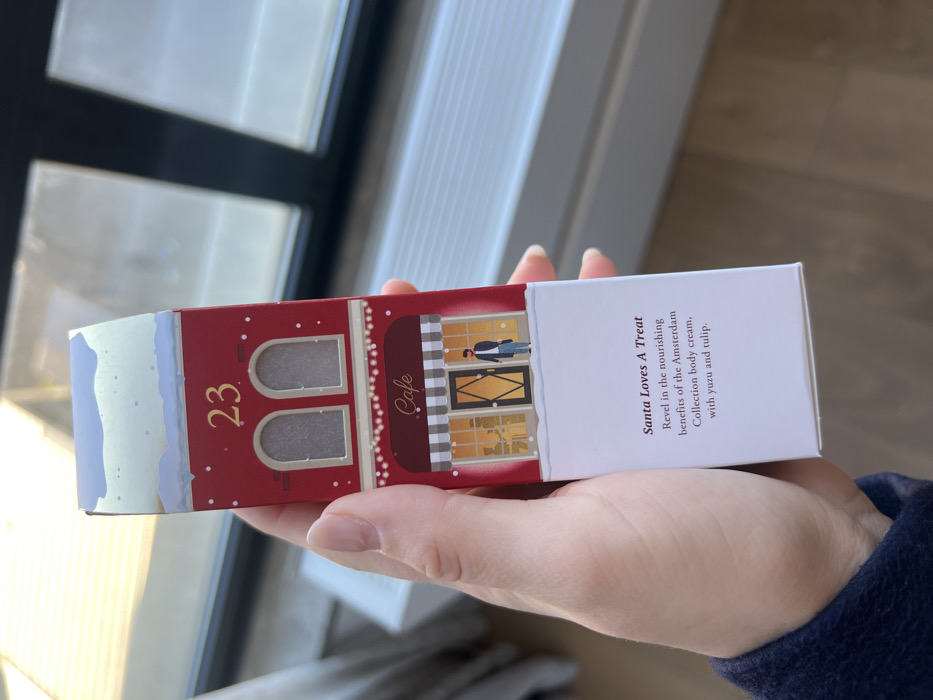 23
Cafe
Santa Loves A Treat
Revel in the nourishing
benefits of the Amsterdam
Collection body cream,
with yuzu and tulip.